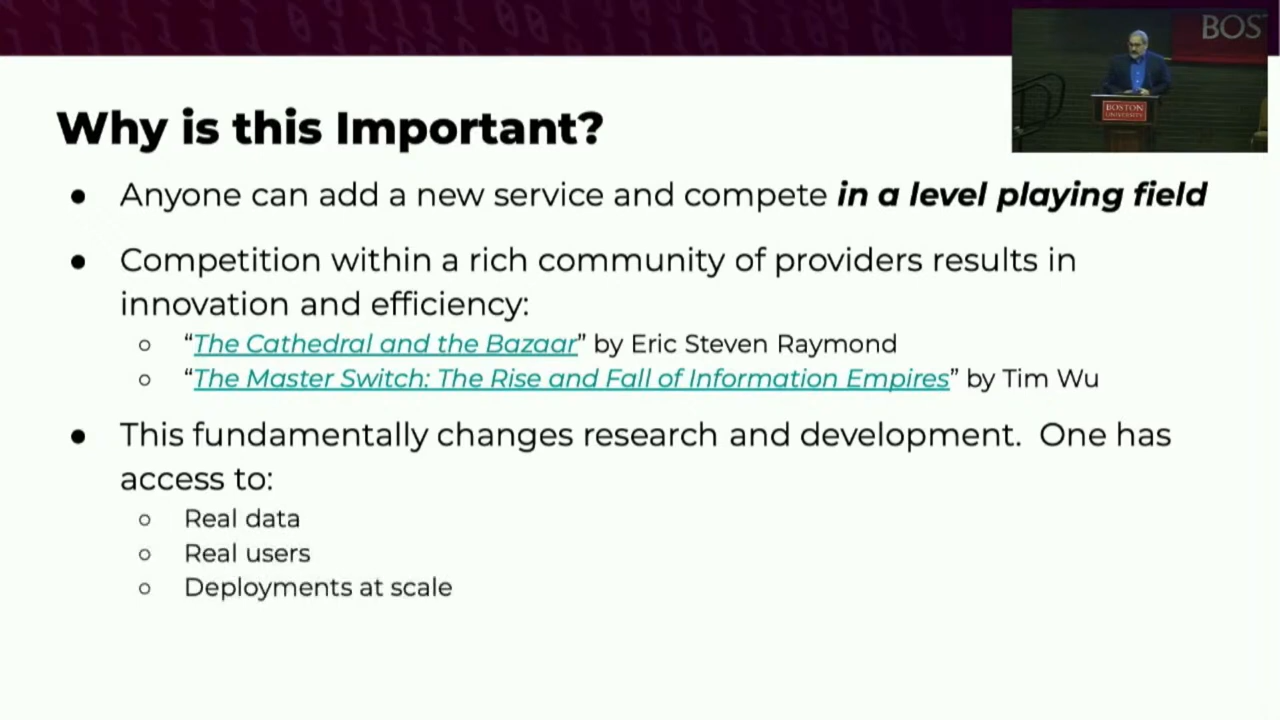 BOS
BOSTON
UNIVERSITY
Why is this Important?
● Anyone can add a new service and compete in a level playing field
● Competition within a rich community of providers results in
innovation and efficiency:
○ “The Cathedral and the Bazaar” by Eric Steven Raymond
○ “The Master Switch: The Rise and Fall of Information Empires” by Tim Wu
● This fundamentally changes research and development. One has
access to:
○ Real data
○ Real users
○ Deployments at scale